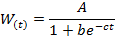 W(t) = A / (1 + be^{-ct})